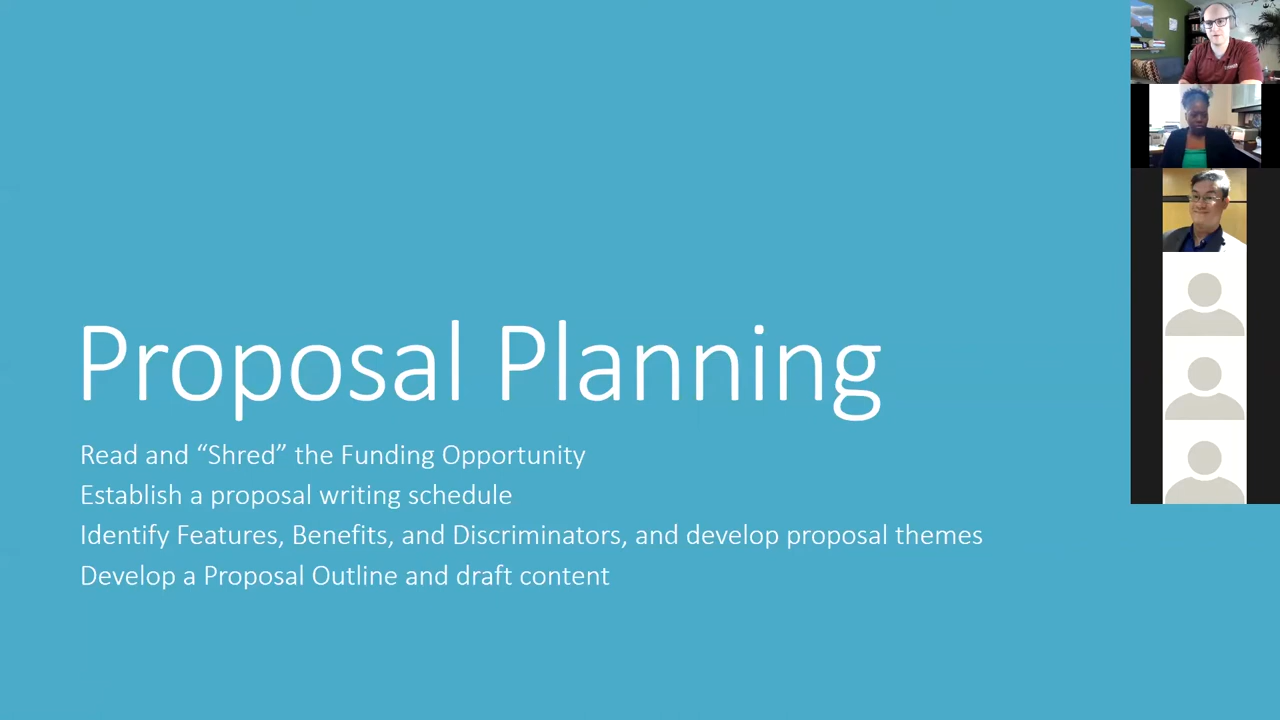 Proposal Planning
Read and “Shred” the Funding Opportunity
Establish a proposal writing schedule
Identify Features, Benefits, and Discriminators, and develop proposal themes
Develop a Proposal Outline and draft content